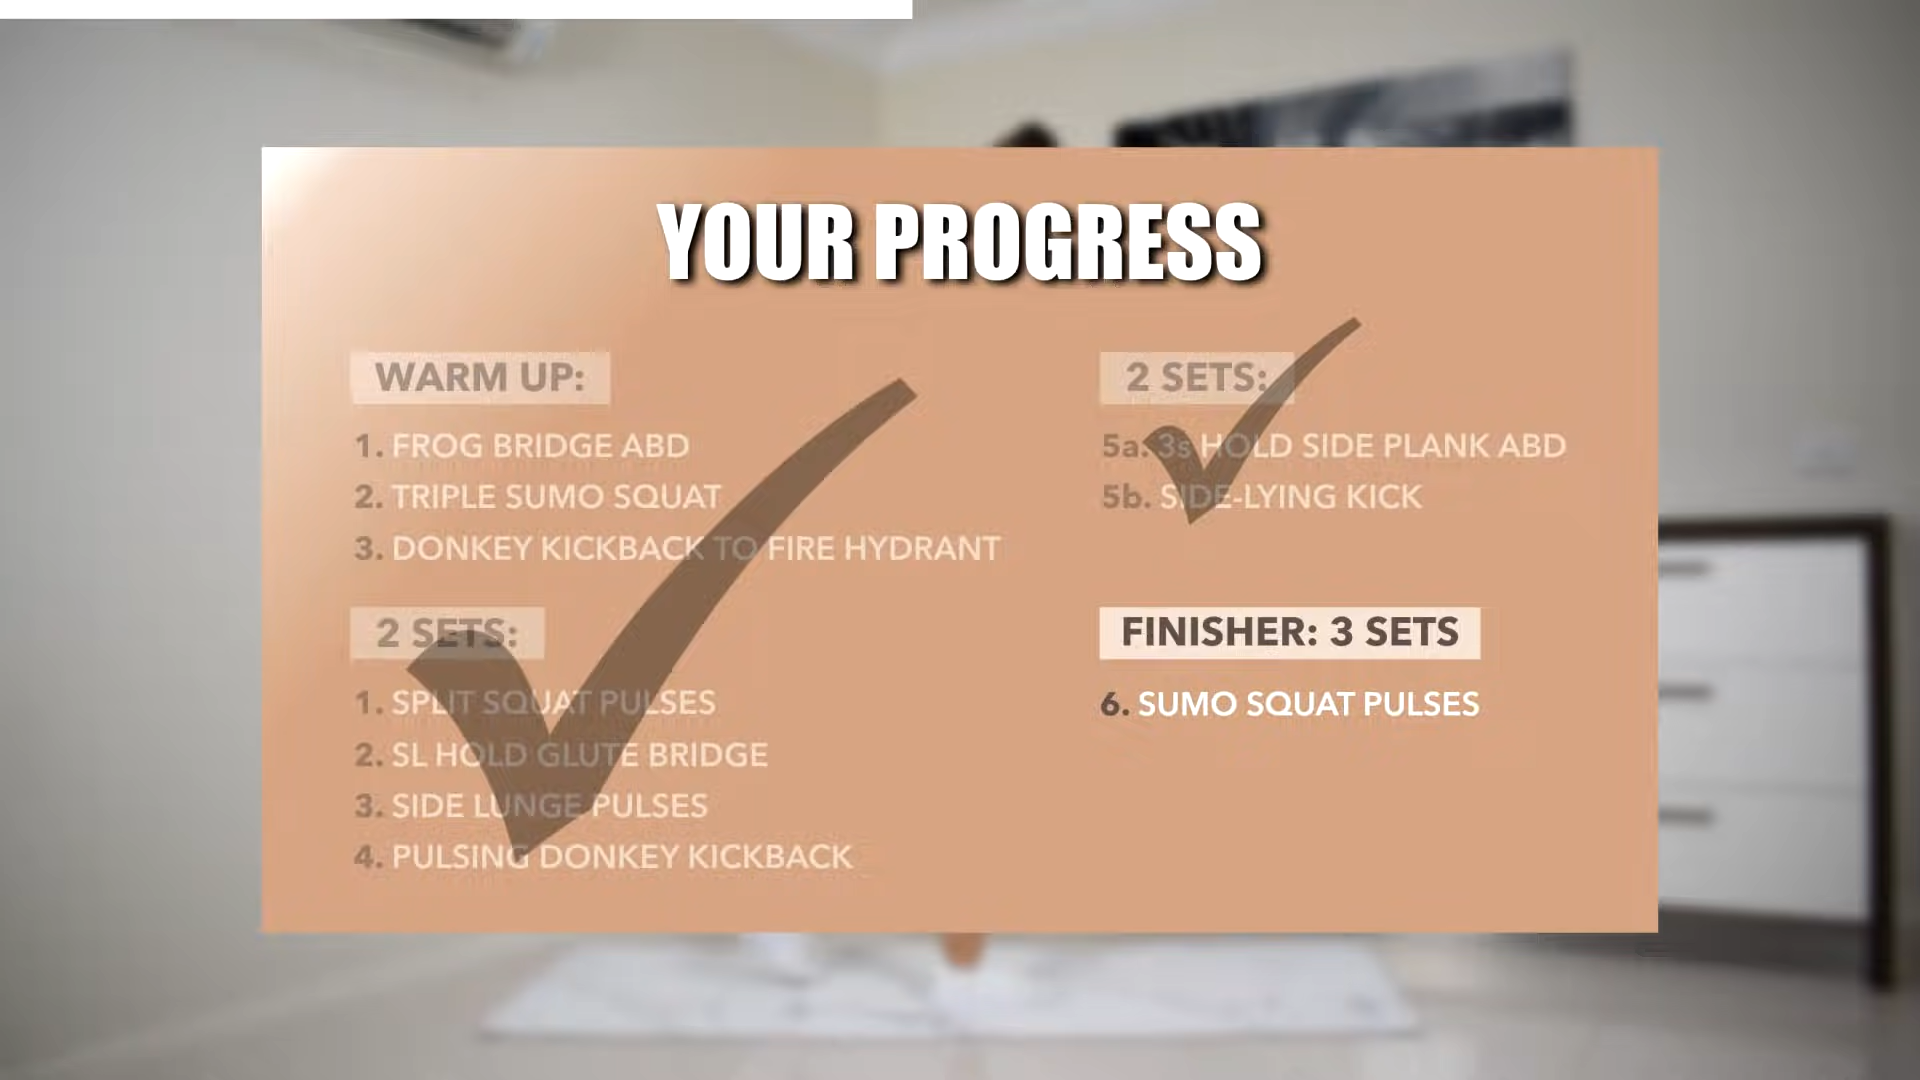 YOUR PROGRESS
WARM UP:
1. FROG BRIDGE ABD
2. TRIPLE SUMO SQUAT
3. DONKEY KICKBACK TO FIRE HYDRANT
2 SETS:
1. SPLIT SQUAT PULSES
2. SL HOLD GLUTE BRIDGE
3. SIDE LUNGE PULSES
4. PULSING DONKEY KICKBACK
2 SETS:
5a. 3s HOLD SIDE PLANK ABD
5b. SIDE-LYING KICK
FINISHER: 3 SETS
6. SUMO SQUAT PULSES